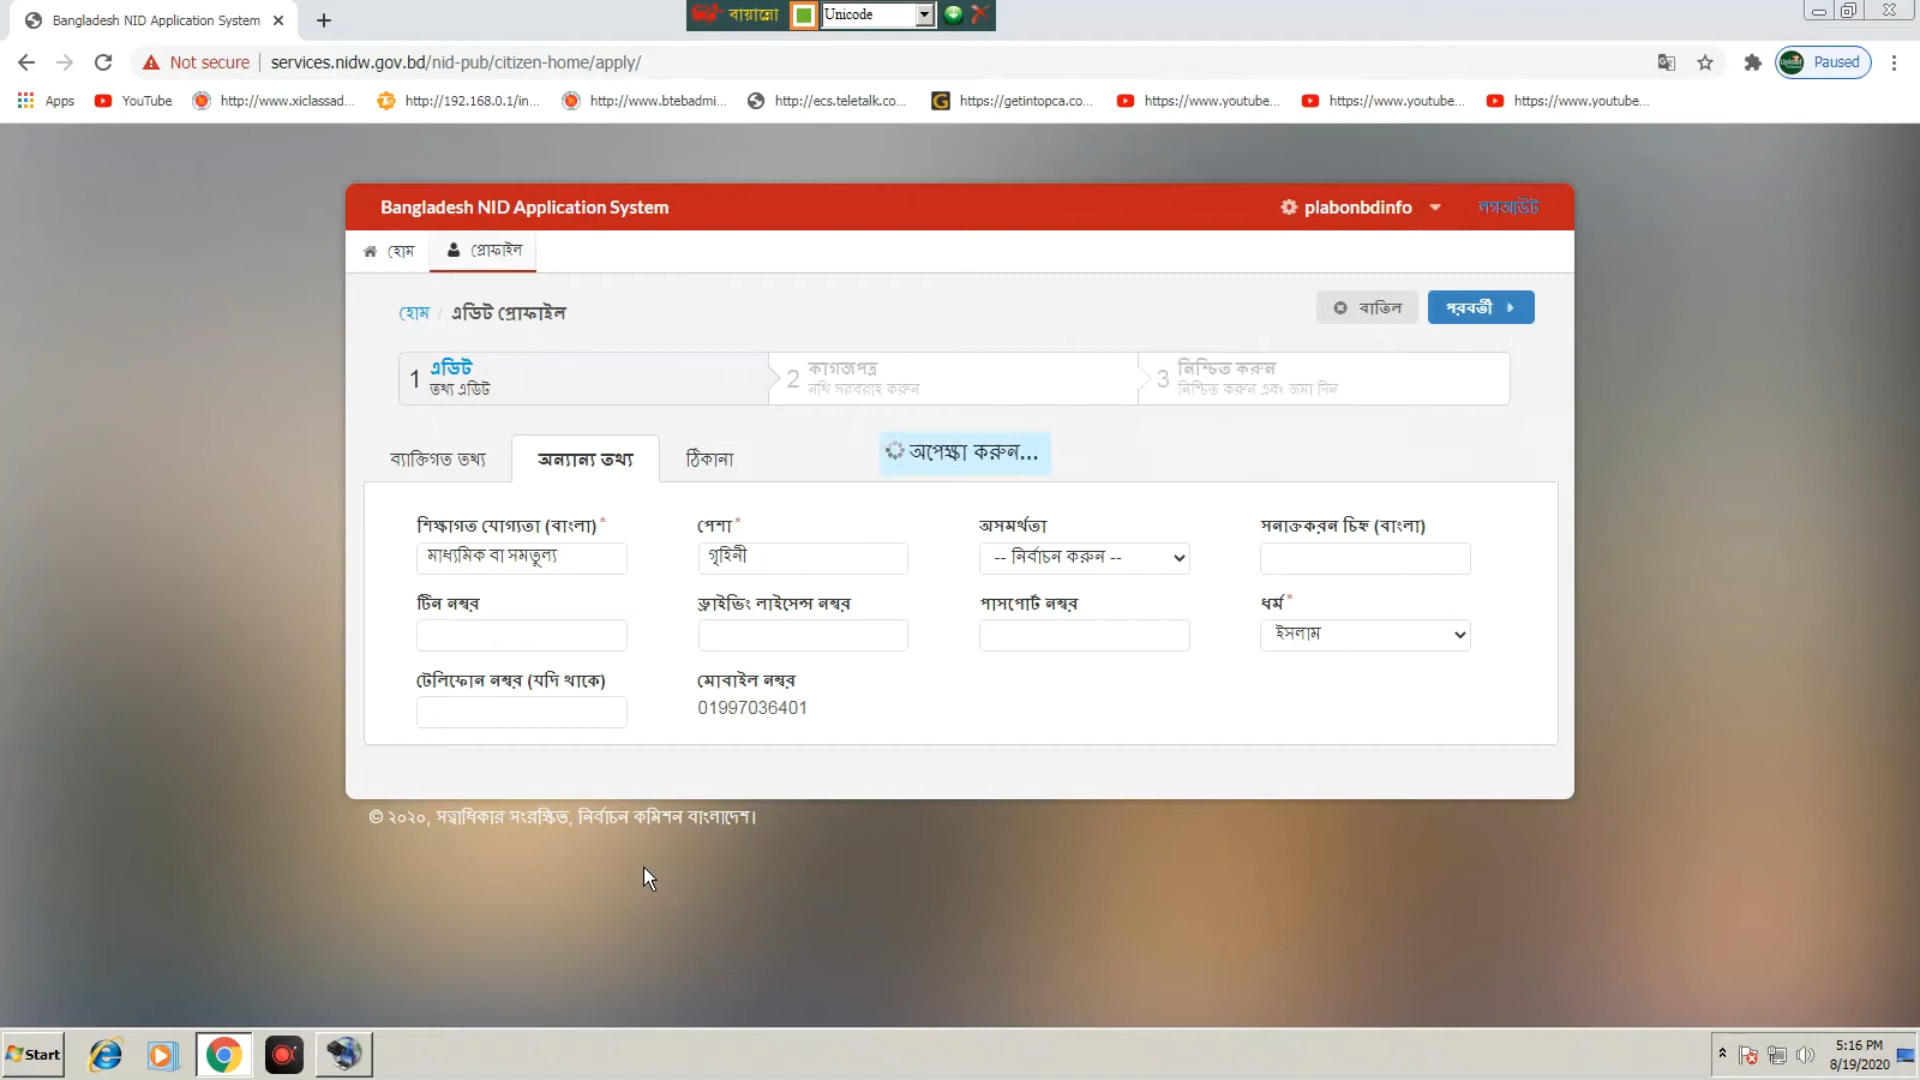 Bangladesh NID Application System
বায়ান্নো
Unicode
Not secure
services.nidw.gov.bd/nid-pub/citizen-home/apply/
Paused
Apps
YouTube
http://www.xiclassad...
http://192.168.0.1/in...
http://www.btebadmi...
http://ecs.teletalk.co...
https://getintopca.co...
https://www.youtube...
https://www.youtube...
https://www.youtube...
Bangladesh NID Application System
plabonbdinfo
লগআউট
হোম
প্রোফাইল
হোম / এডিট প্রোফাইল
বাতিল
পরবর্তী
1 এডিট
তথ্য এডিট
2 কাগজপত্র
নথি সরবরাহ করুন
3 নিশ্চিত করুন
নিশ্চিত করুন এবং জমা দিন
ব্যাক্তিগত তথ্য
অন্যান্য তথ্য
ঠিকানা
অপেক্ষা করুন...
শিক্ষাগত যোগ্যতা (বাংলা)*
পেশা*
অসমর্থতা
সনাক্তকরন চিহ্ন (বাংলা)
মাধ্যমিক বা সমতুল্য
গৃহিনী
-- নির্বাচন করুন --
টিন নম্বর
ড্রাইভিং লাইসেন্স নম্বর
পাসপোর্ট নম্বর
ধর্ম*
ইসলাম
টেলিফোন নম্বর (যদি থাকে)
মোবাইল নম্বর
01997036401
© ২০২০, সত্বাধিকার সংরক্ষিত, নির্বাচন কমিশন বাংলাদেশ।
Start
5:16 PM
8/19/2020